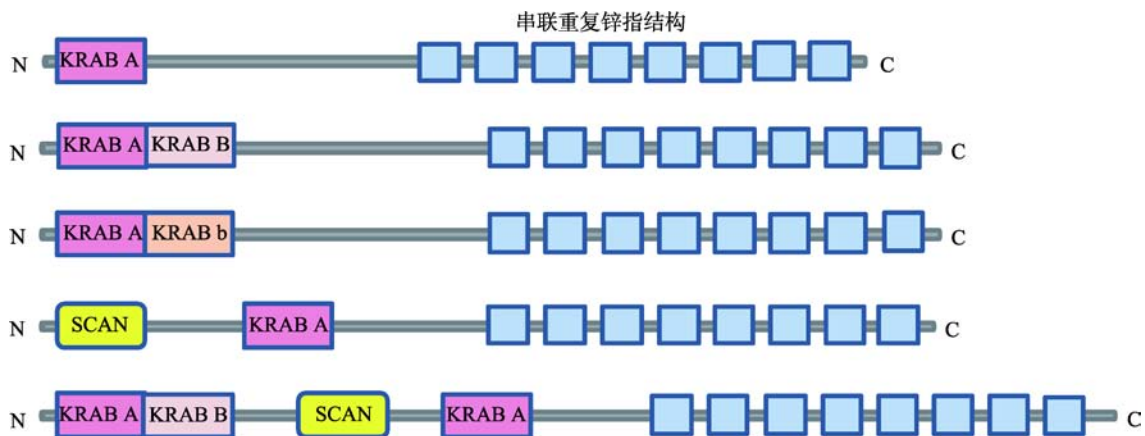 串联重复锌指结构
N KRAB A C
N KRAB A KRAB B C
N KRAB A KRAB b C
N SCAN KRAB A C
N KRAB A KRAB B SCAN KRAB A C